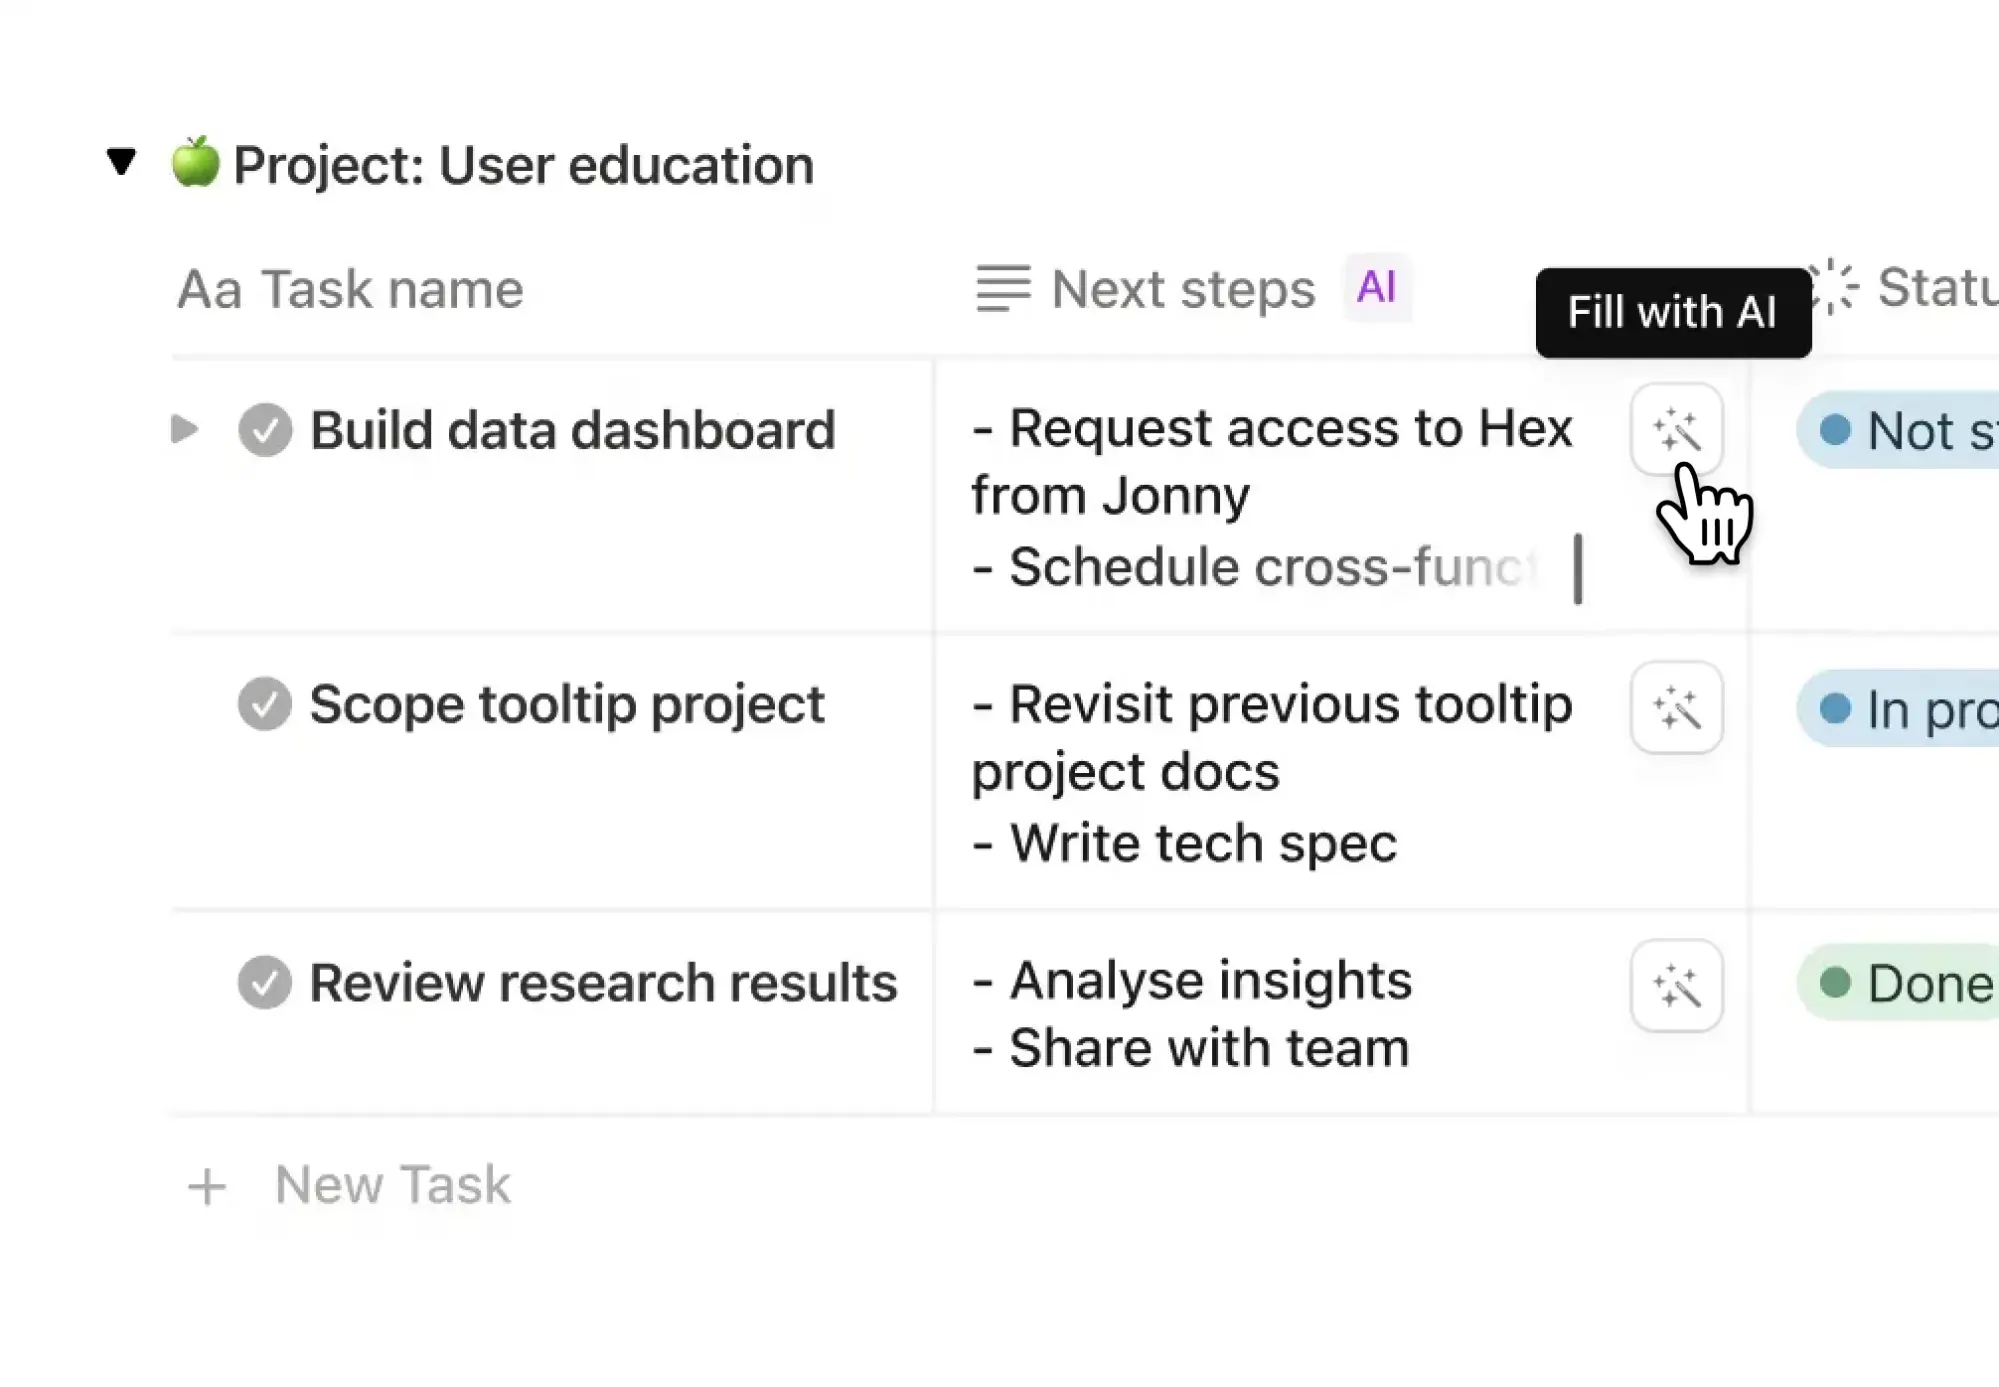 Project: User education
Aa Task name
Next steps AI
Fill with AI
Build data dashboard
- Request access to Hex
from Jonny
- Schedule
Not
Scope tooltip project
- Revisit previous tooltip
project docs
- Write tech spec
In
Review research results
- Analyse insights
- Share with team
Done
+ New Task